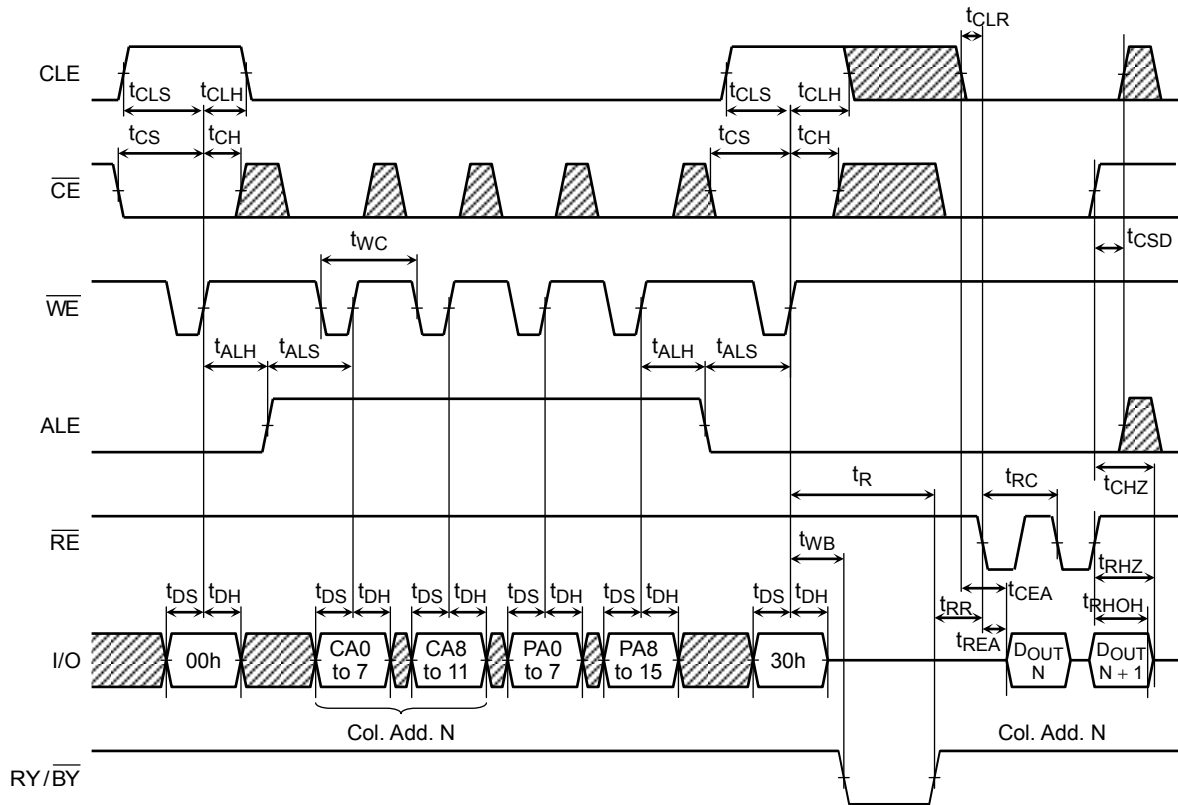 tCLR
CLE
tCLS tCLH tCLS tCLH
tCS tCH tCS tCH
CE
tWC tCSD
WE
tALH tALS tALH tALS
ALE
tR tRC tCHZ
RE
tWB tRHZ
tDS tDH tDS tDH tDS tDH tDS tDH tDS tDH tDS tDH tCEA
tRR tRHOH
tREA
I/O 00h CA0 to 7 CA8 to 11 PA0 to 7 PA8 to 15 30h DOUT N DOUT N + 1
Col. Add. N Col. Add. N
RY/BY